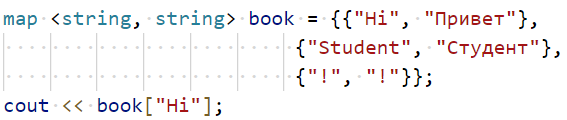 map <string, string> book = {{"Hi", "Привет"},
{"Student", "Студент"},
{"!", "!"}};
cout << book["Hi"];